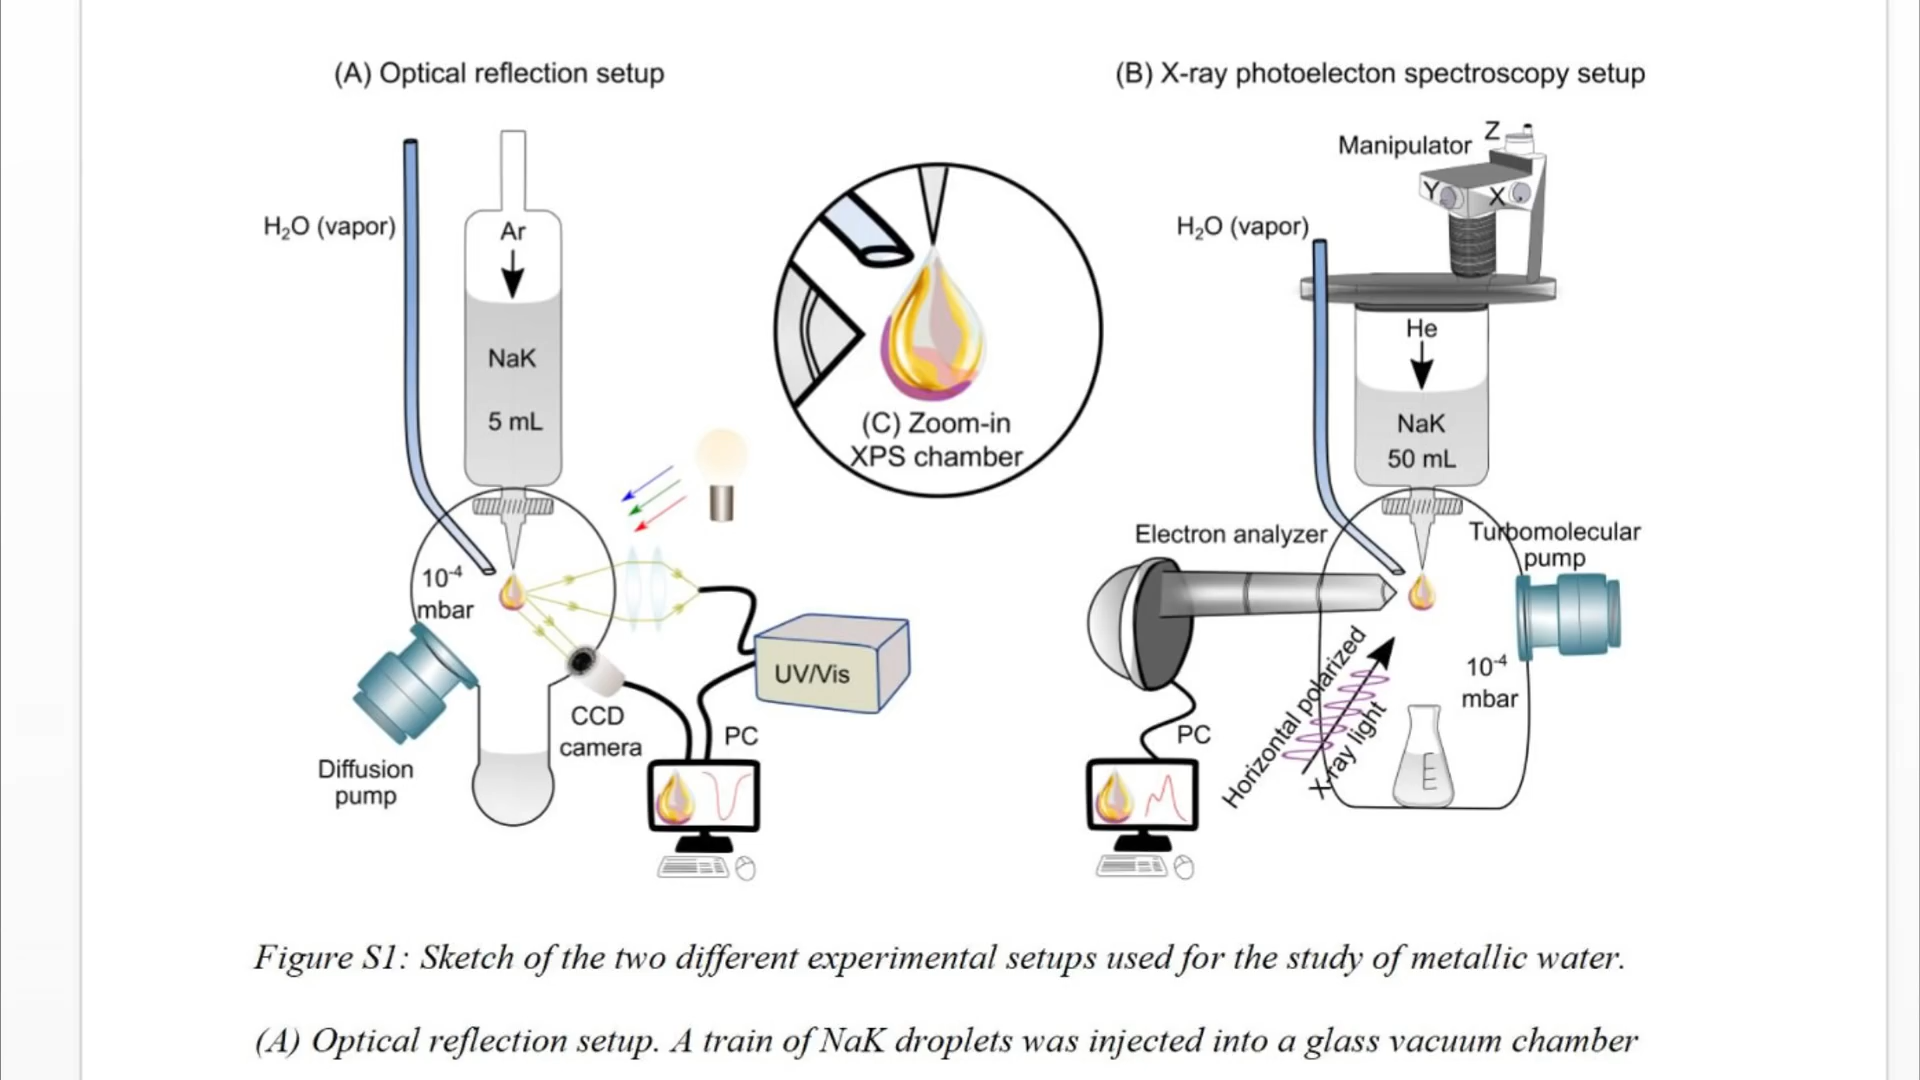 (A) Optical reflection setup
H₂O (vapor)
Ar
NaK
5 mL
10⁻⁴
mbar
Diffusion
pump
CCD
camera
UV/Vis
PC
(C) Zoom-in
XPS chamber
(B) X-ray photoelecton spectroscopy setup
Manipulator
Z
Y
X
H₂O (vapor)
He
NaK
50 mL
Electron analyzer
Turbomolecular
pump
10⁻⁴
mbar
Horizontal polarized
X-ray light
PC
Figure S1: Sketch of the two different experimental setups used for the study of metallic water.
(A) Optical reflection setup. A train of NaK droplets was injected into a glass vacuum chamber